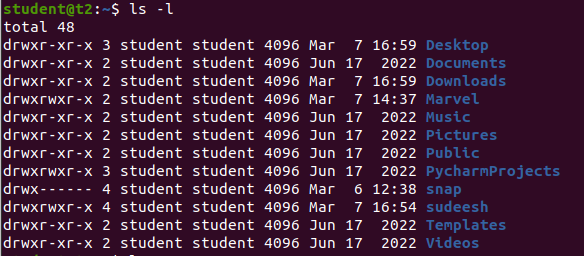 student@t2:~$ ls -l
total 48
drwxr-xr-x 3 student student 4096 Mar  7 16:59 Desktop
drwxr-xr-x 2 student student 4096 Jun 17  2022 Documents
drwxr-xr-x 2 student student 4096 Mar  7 16:59 Downloads
drwxrwxr-x 2 student student 4096 Mar  7 14:37 Marvel
drwxr-xr-x 2 student student 4096 Jun 17  2022 Music
drwxr-xr-x 2 student student 4096 Jun 17  2022 Pictures
drwxr-xr-x 2 student student 4096 Jun 17  2022 Public
drwxrwxr-x 3 student student 4096 Jun 17  2022 PycharmProjects
drwx------ 4 student student 4096 Mar  6 12:38 snap
drwxrwxr-x 4 student student 4096 Mar  7 16:54 sudeesh
drwxr-xr-x 2 student student 4096 Jun 17  2022 Templates
drwxr-xr-x 2 student student 4096 Jun 17  2022 Videos